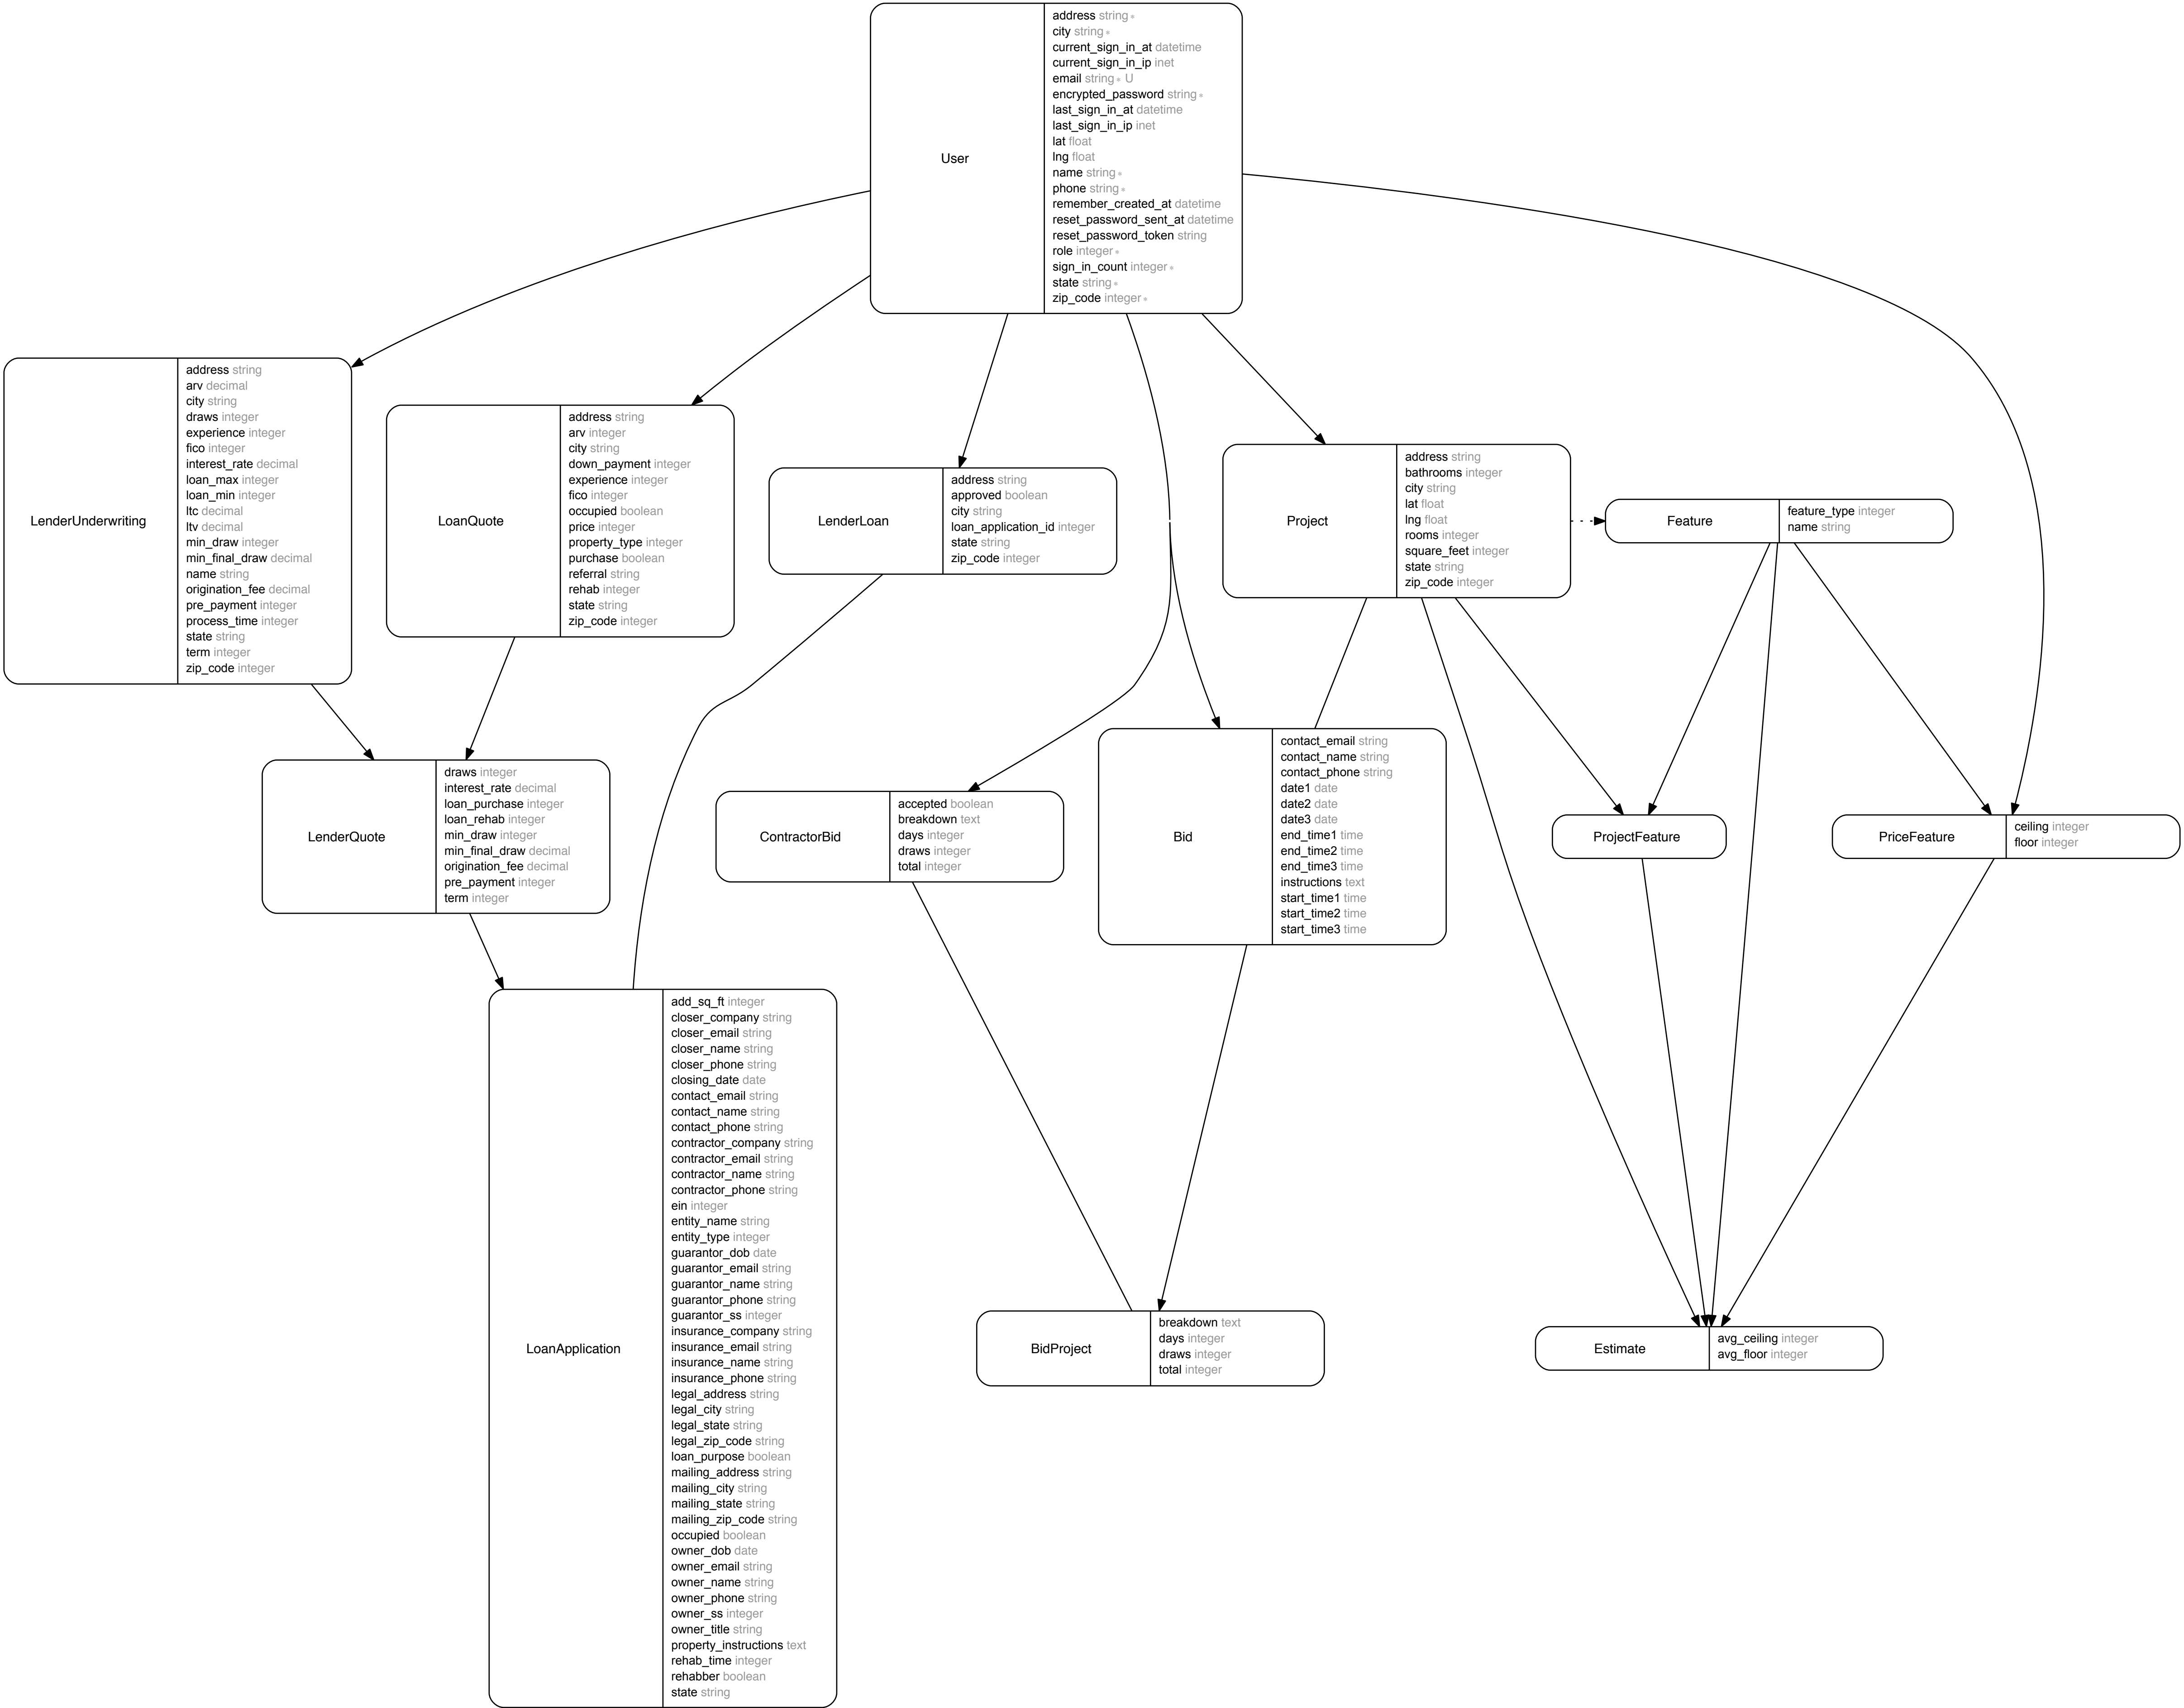 User
address string *
city string *
current_sign_in_at datetime
current_sign_in_ip inet
email string * U
encrypted_password string *
last_sign_in_at datetime
last_sign_in_ip inet
lat float
lng float
name string *
phone string *
remember_created_at datetime
reset_password_sent_at datetime
reset_password_token string
role integer *
sign_in_count integer *
state string *
zip_code integer *
LenderUnderwriting
address string
arv decimal
city string
draws integer
experience integer
fico integer
interest_rate decimal
loan_max integer
loan_min integer
ltc decimal
ltv decimal
min_draw integer
min_final_draw decimal
name string
origination_fee decimal
pre_payment integer
process_time integer
state string
term integer
zip_code integer
LoanQuote
address string
arv integer
city string
down_payment integer
experience integer
fico integer
occupied boolean
price integer
property_type integer
purchase boolean
referral string
rehab integer
state string
zip_code integer
LenderLoan
address string
approved boolean
city string
loan_application_id integer
state string
zip_code integer
Project
address string
bathrooms integer
city string
lat float
lng float
rooms integer
square_feet integer
state string
zip_code integer
Feature
feature_type integer
name string
LenderQuote
draws integer
interest_rate decimal
loan_purchase integer
loan_rehab integer
min_draw integer
min_final_draw decimal
origination_fee decimal
pre_payment integer
term integer
ContractorBid
accepted boolean
breakdown text
days integer
draws integer
total integer
Bid
contact_email string
contact_name string
contact_phone string
date1 date
date2 date
date3 date
end_time1 time
end_time2 time
end_time3 time
instructions text
start_time1 time
start_time2 time
start_time3 time
ProjectFeature
PriceFeature
ceiling integer
floor integer
LoanApplication
add_sq_ft integer
closer_company string
closer_email string
closer_name string
closer_phone string
closing_date date
contact_email string
contact_name string
contact_phone string
contractor_company string
contractor_email string
contractor_name string
contractor_phone string
ein integer
entity_name string
entity_type integer
guarantor_dob date
guarantor_email string
guarantor_name string
guarantor_phone string
guarantor_ss integer
insurance_company string
insurance_email string
insurance_name string
insurance_phone string
legal_address string
legal_city string
legal_state string
legal_zip_code string
loan_purpose boolean
mailing_address string
mailing_city string
mailing_state string
mailing_zip_code string
occupied boolean
owner_dob date
owner_email string
owner_name string
owner_phone string
owner_ss integer
owner_title string
property_instructions text
rehab_time integer
rehabber boolean
state string
BidProject
breakdown text
days integer
draws integer
total integer
Estimate
avg_ceiling integer
avg_floor integer